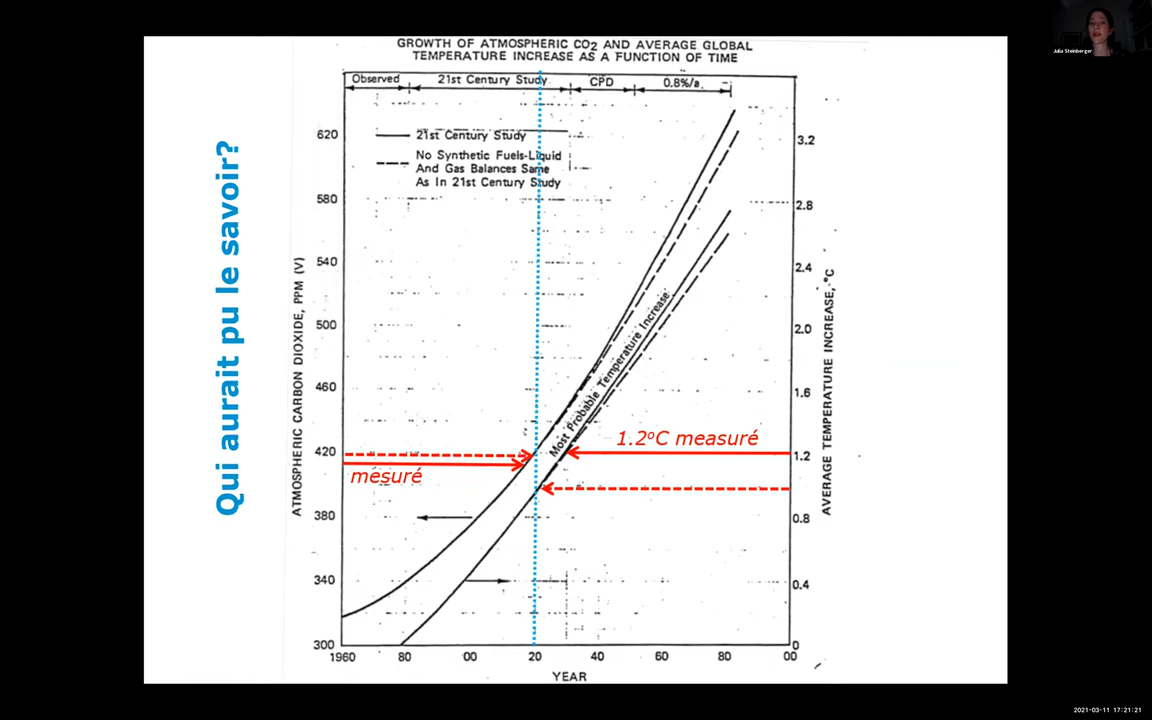 GROWTH OF ATMOSPHERIC CO2 AND AVERAGE GLOBAL
TEMPERATURE INCREASE AS A FUNCTION OF TIME
Julia Steinberger
Observed
21st Century Study
CPD
0.8%/a.
21st Century Study
No Synthetic Fuels-Liquid
And Gas Balances Same
As In 21st Century Study
Qui aurait pu le savoir?
ATMOSPHERIC CARBON DIOXIDE, PPM (V)
620
580
540
500
460
420
380
340
300
Most Probable Temperature Increase
1.2°C measuré
mesuré
3.2
2.8
2.4
2.0
1.6
1.2
0.8
0.4
0
AVERAGE TEMPERATURE INCREASE, °C
1960
80
00
20
40
60
80
00
YEAR
2021-03-11 17:21:21